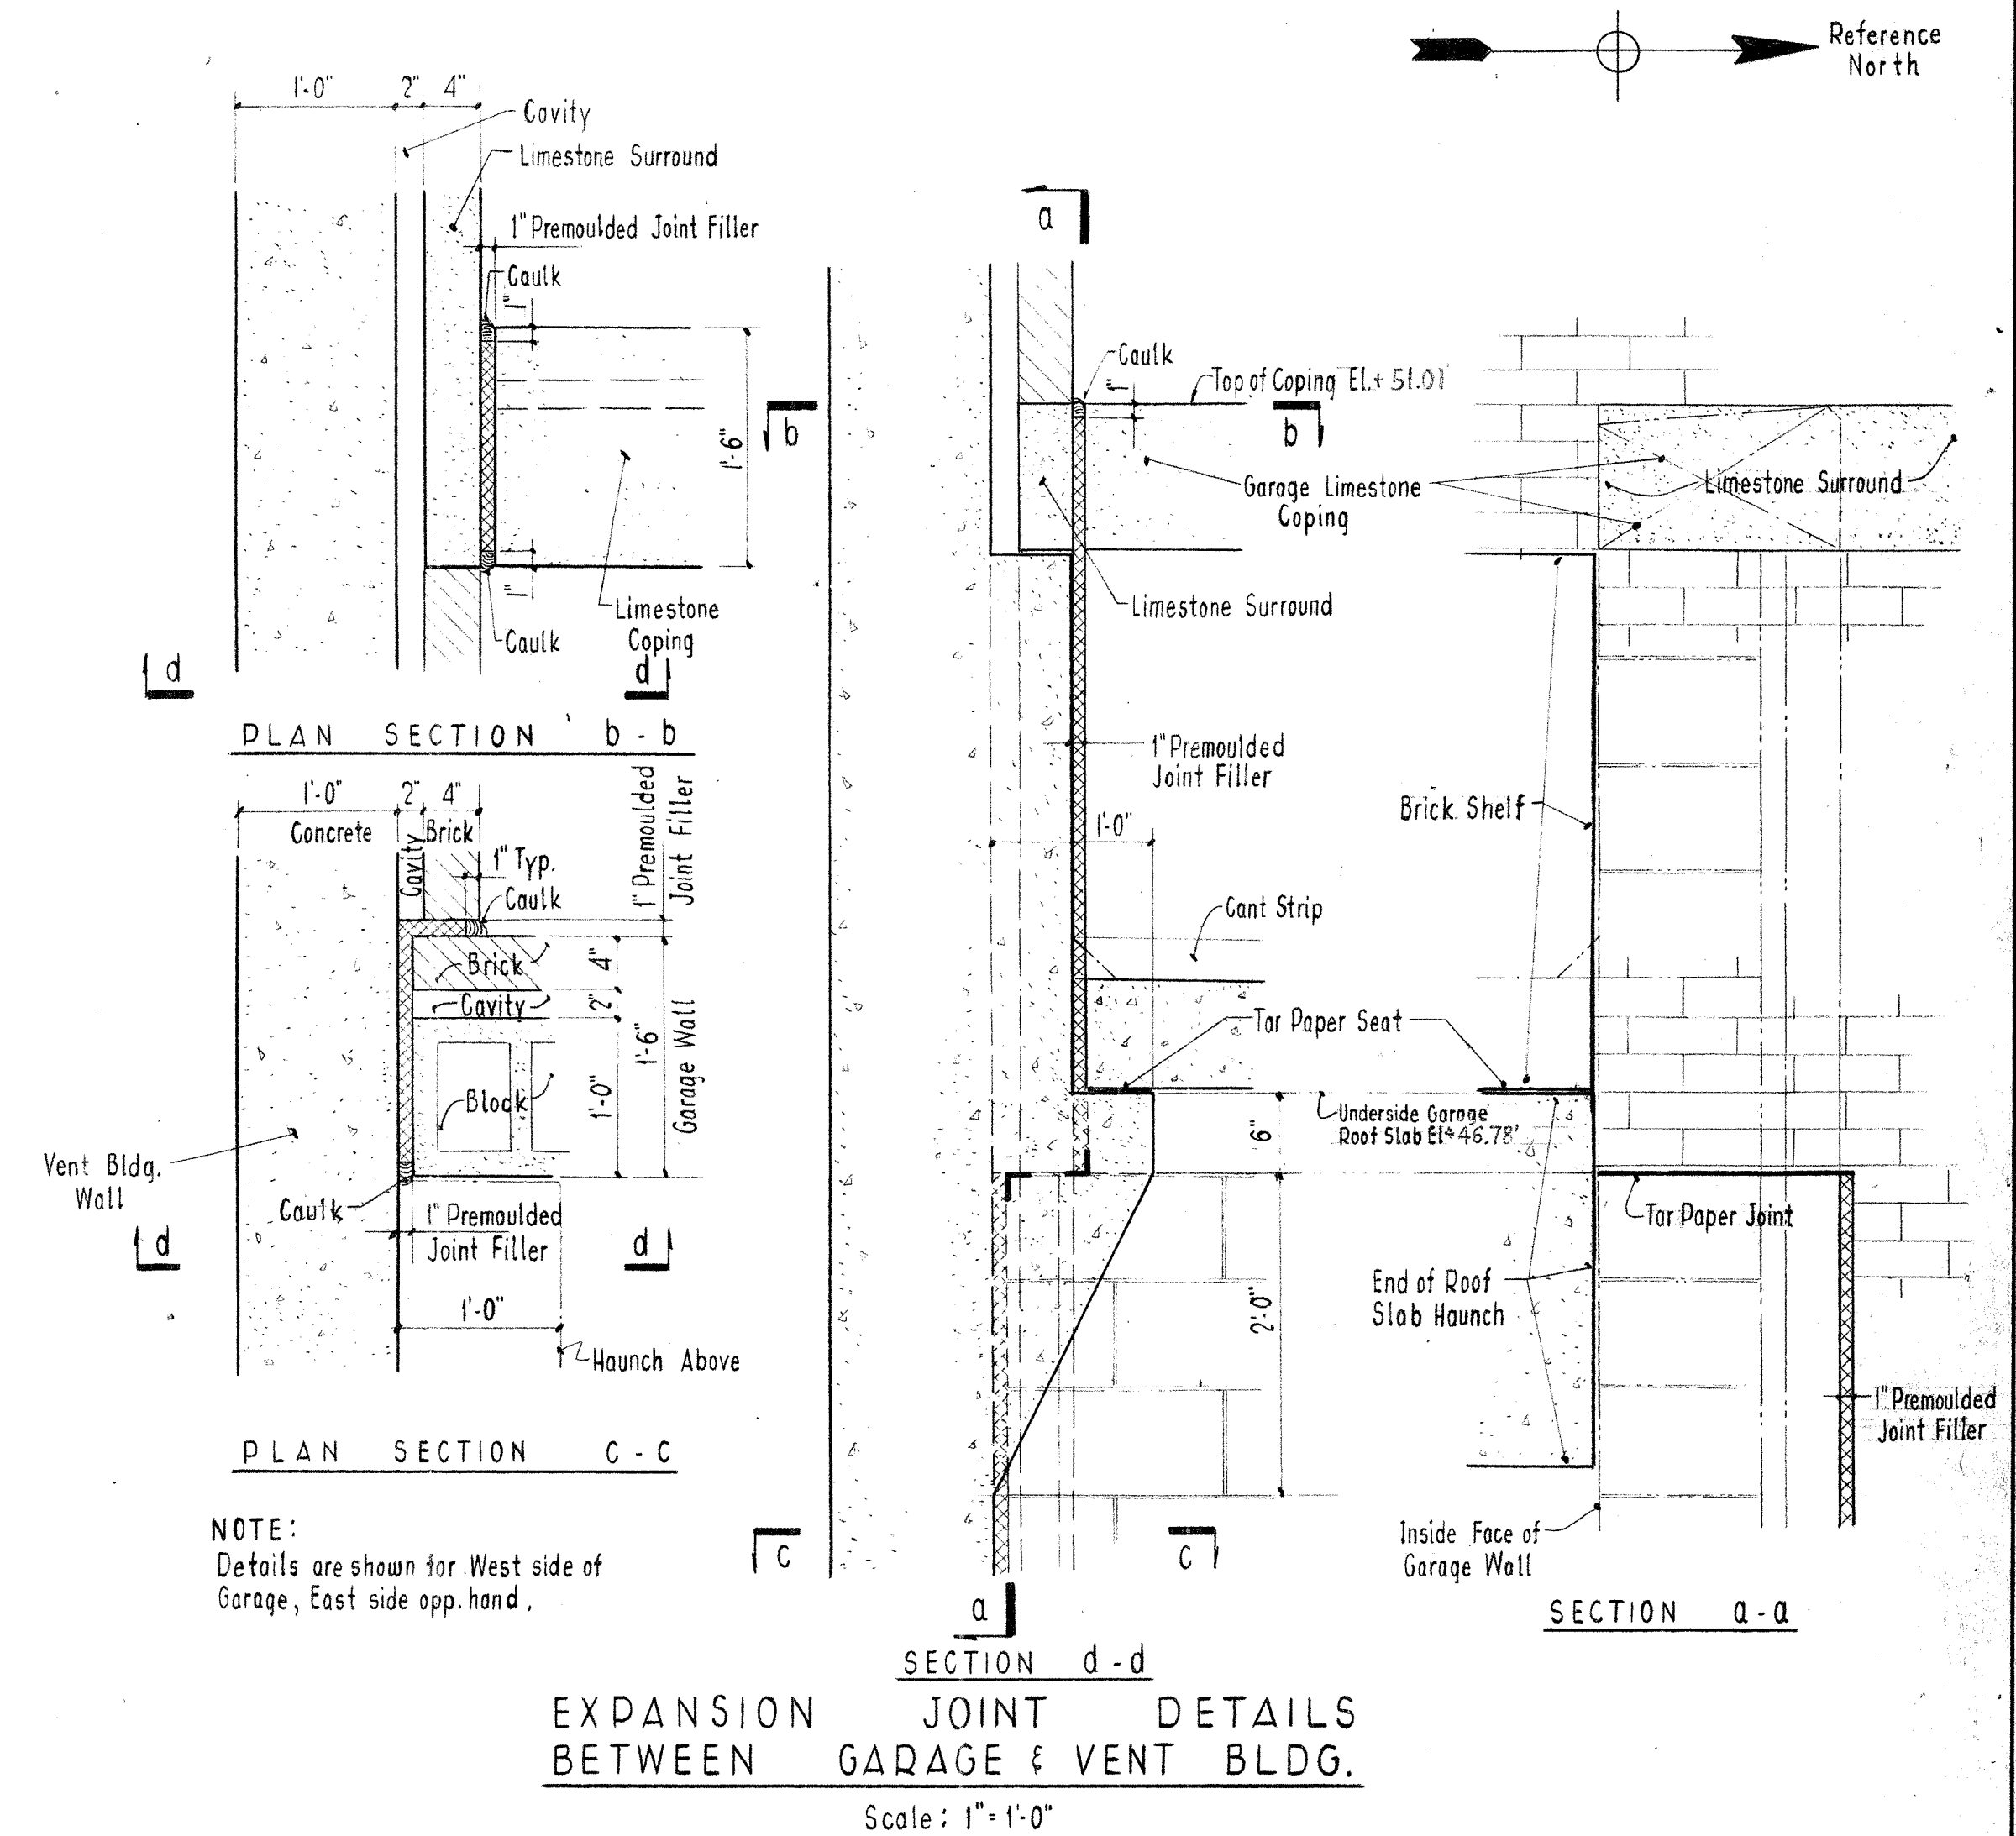 Reference
North
1'-0" 2" 4"
Cavity
Limestone Surround
1" Premoulded Joint Filler
Caulk
1"
1'-6"
1"
Limestone
Coping
Caulk
d d
PLAN SECTION b-b
1'-0" 2" 4"
Concrete
Cavity
Brick
1" Typ.
Caulk
1" Premoulded
Joint Filler
Brick
Cavity
Block
4"
2"
1'-0"
1'-6"
Garage Wall
Vent Bldg.
Wall
Caulk
1" Premoulded
Joint Filler
d d
1'-0"
Haunch Above
PLAN SECTION c-c
NOTE:
Details are shown for West side of
Garage, East side opp. hand.
a
Caulk
1"
Top of Coping El.+ 51.01
b b
Garage Limestone
Coping
Limestone Surround
1" Premoulded
Joint Filler
1'-0"
Cant Strip
Tar Paper Seat
Underside Garage
Roof Slab El+46.78'
6"
2'-0"
c c
a
SECTION d-d
Limestone Surround
Brick Shelf
Tar Paper Joint
End of Roof
Slab Haunch
1" Premoulded
Joint Filler
Inside Face of
Garage Wall
SECTION a-a
EXPANSION JOINT DETAILS
BETWEEN GARAGE & VENT BLDG.
Scale: 1"=1'-0"